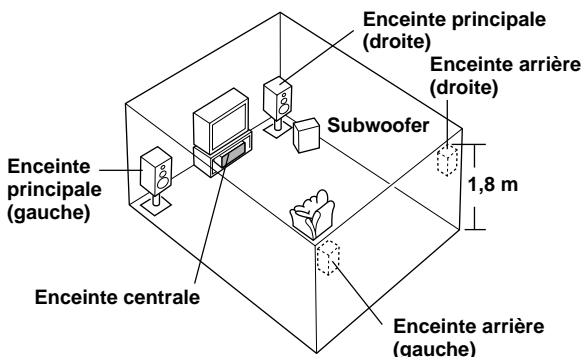 Enceinte principale
(droite)
Enceinte arrière
(droite)
Subwoofer
Enceinte
principale
(gauche)
1,8 m
Enceinte centrale
Enceinte arrière
(gauche)